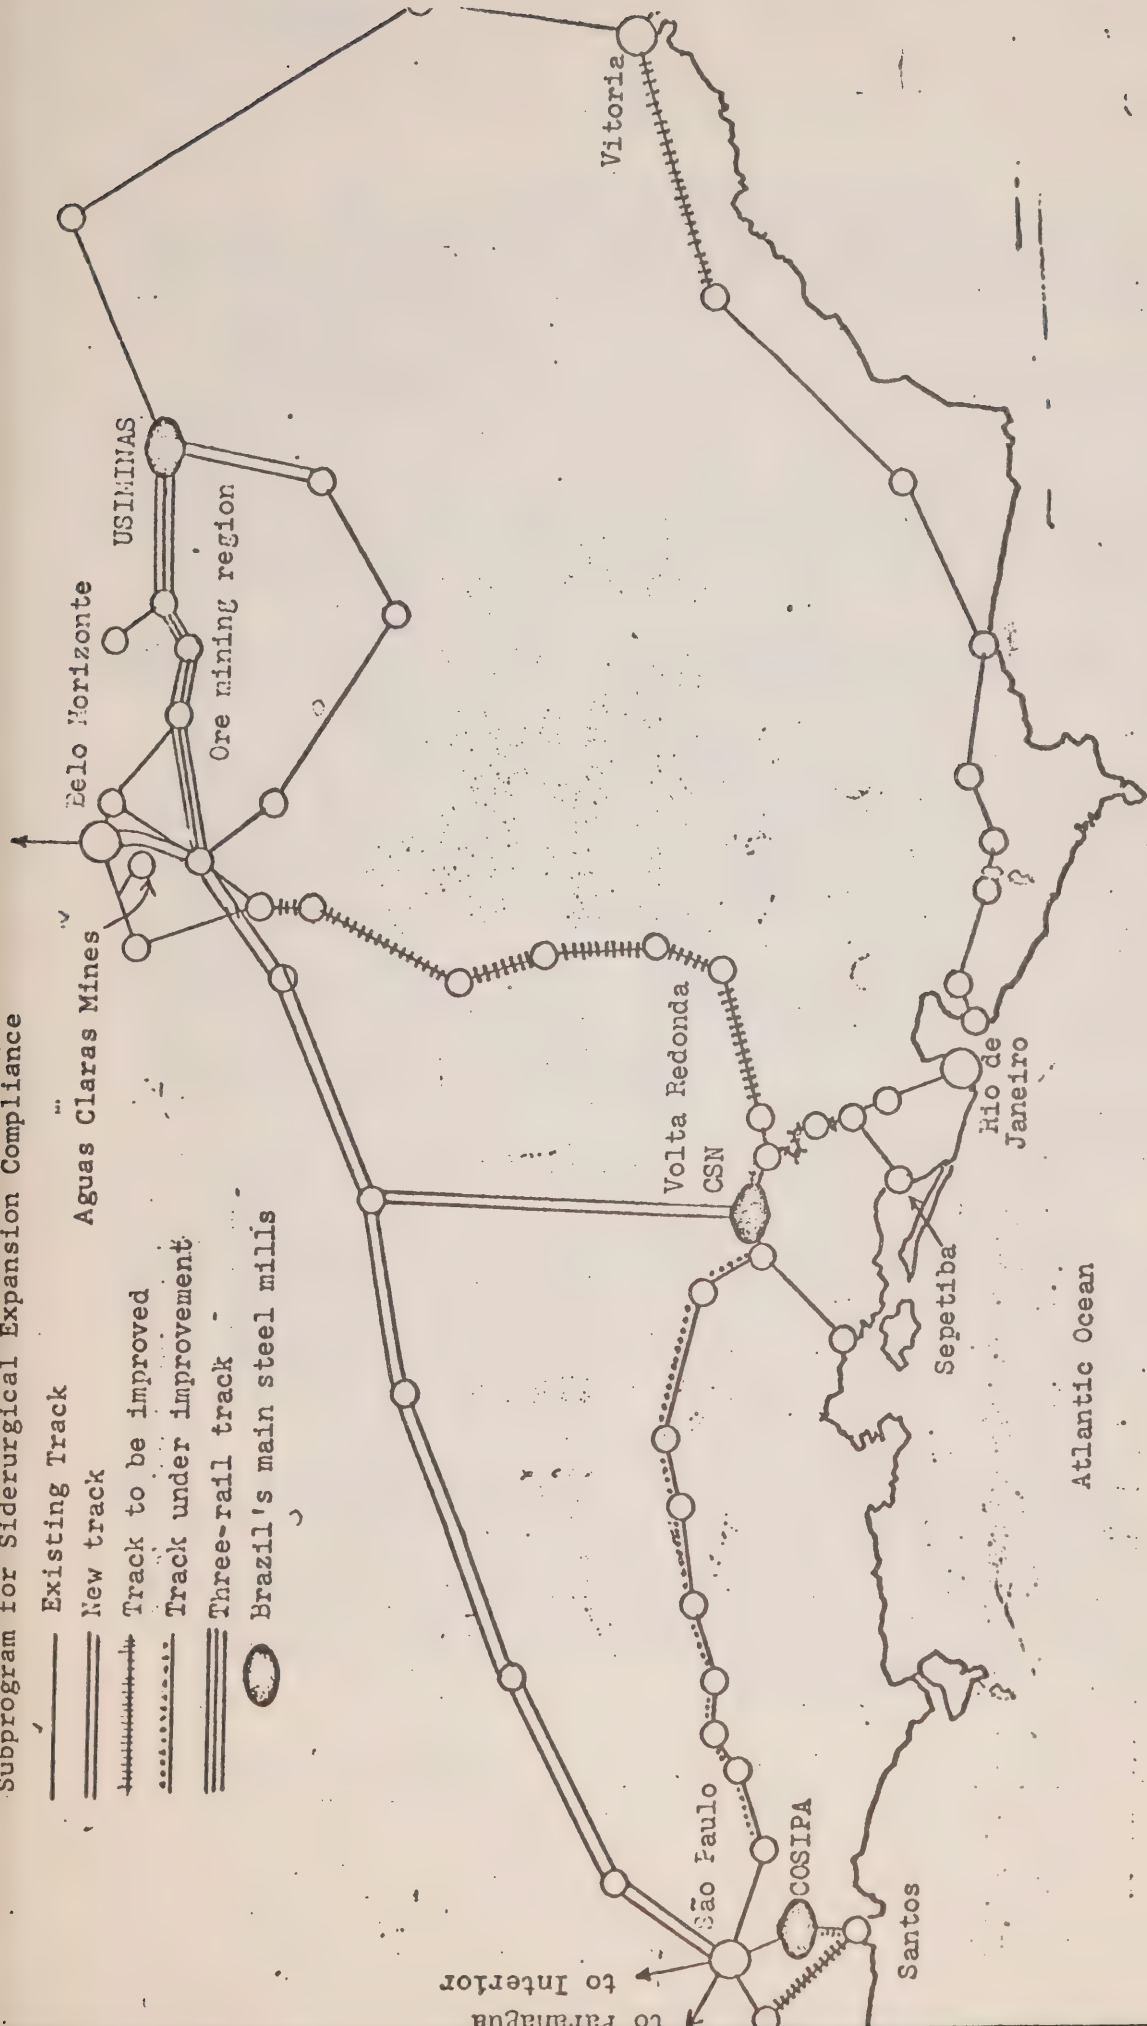 Subprogram for Siderurgical Expansion Compliance
Existing Track
New track
Track to be improved
Track under improvement
Three-rail track
Brazil's main steel mills
Aguas Claras Mines
Belo Horizonte
USIMINAS
Ore mining region
Vitoria
Volta Redonda
CSN
Rio de
Janeiro
Sepetiba
Atlantic Ocean
São Paulo
COSIPA
Santos
to Interior
to Paranagua